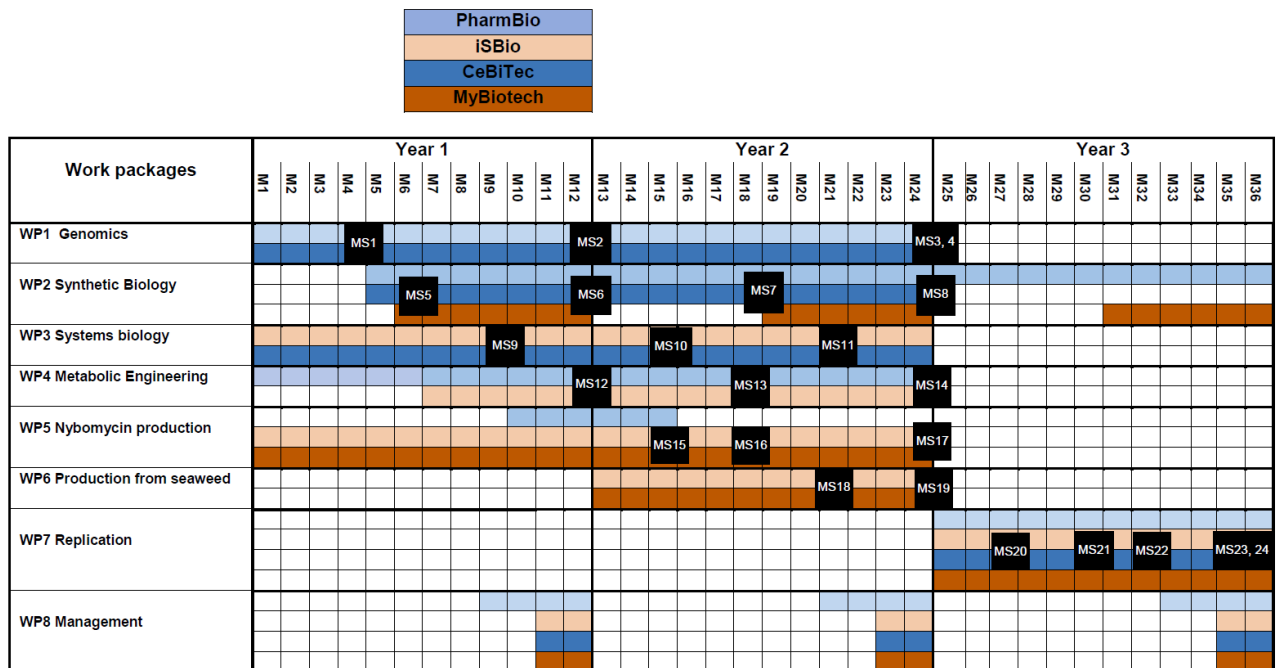 PharmBio
iSBio
CeBiTec
MyBiotech
Work packages
Year 1 Year 2 Year 3
M1 M2 M3 M4 M5 M6 M7 M8 M9 M10 M11 M12 M13 M14 M15 M16 M17 M18 M19 M20 M21 M22 M23 M24 M25 M26 M27 M28 M29 M30 M31 M32 M33 M34 M35 M36
WP1 Genomics
MS1 MS2 MS3, 4
WP2 Synthetic Biology
MS5 MS6 MS7 MS8
WP3 Systems biology
MS9 MS10 MS11
WP4 Metabolic Engineering
MS12 MS13 MS14
WP5 Nybomycin production
MS15 MS16 MS17
WP6 Production from seaweed
MS18 MS19
WP7 Replication
MS20 MS21 MS22 MS23, 24
WP8 Management